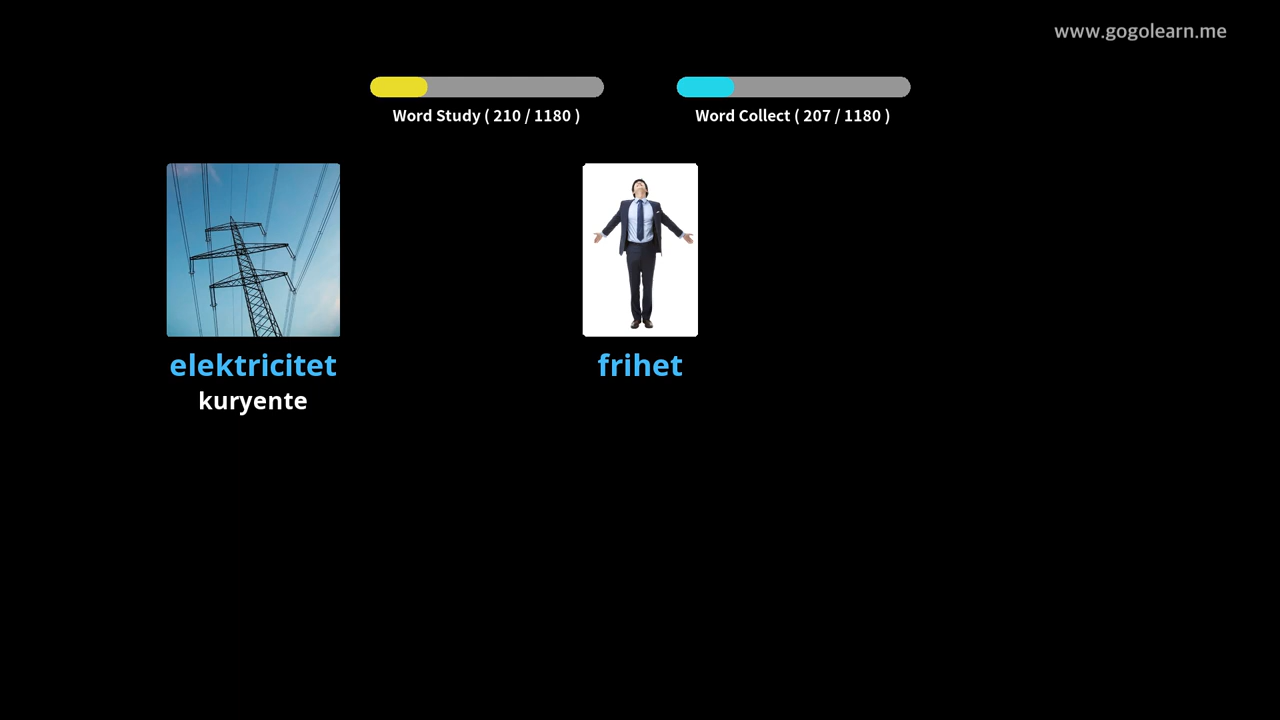 www.gogolearn.me
Word Study ( 210 / 1180 )
Word Collect ( 207 / 1180 )
elektricitet
kuryente
frihet